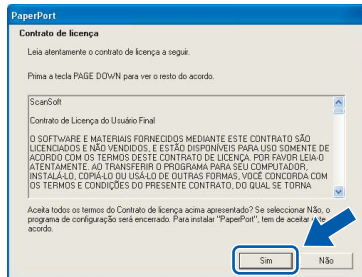 PaperPort
Contrato de licença
Leia atentamente o contrato de licença a seguir.
Prima a tecla PAGE DOWN para ver o resto do acordo.
ScanSoft
Contrato de Licença do Usuário Final
O SOFTWARE E MATERIAIS FORNECIDOS MEDIANTE ESTE CONTRATO SÃO
LICENCIADOS E NÃO VENDIDOS, E ESTÃO DISPONÍVEIS PARA USO SOMENTE DE
ACORDO COM OS TERMOS DESTE CONTRATO DE LICENÇA. POR FAVOR LEIA-O
ATENTAMENTE. AO TRANSFERIR O PROGRAMA PARA SEU COMPUTADOR,
INSTALÁ-LO, COPIÁ-LO OU USÁ-LO DE OUTRAS FORMAS, VOCÊ CONCORDA COM
OS TERMOS E CONDIÇÕES DO PRESENTE CONTRATO, DO QUAL SE TORNA
Aceita todos os termos do Contrato de licença acima apresentado? Se seleccionar Não, o
programa de configuração será encerrado. Para instalar "PaperPort", tem de aceitar
acordo.
Sim
Não